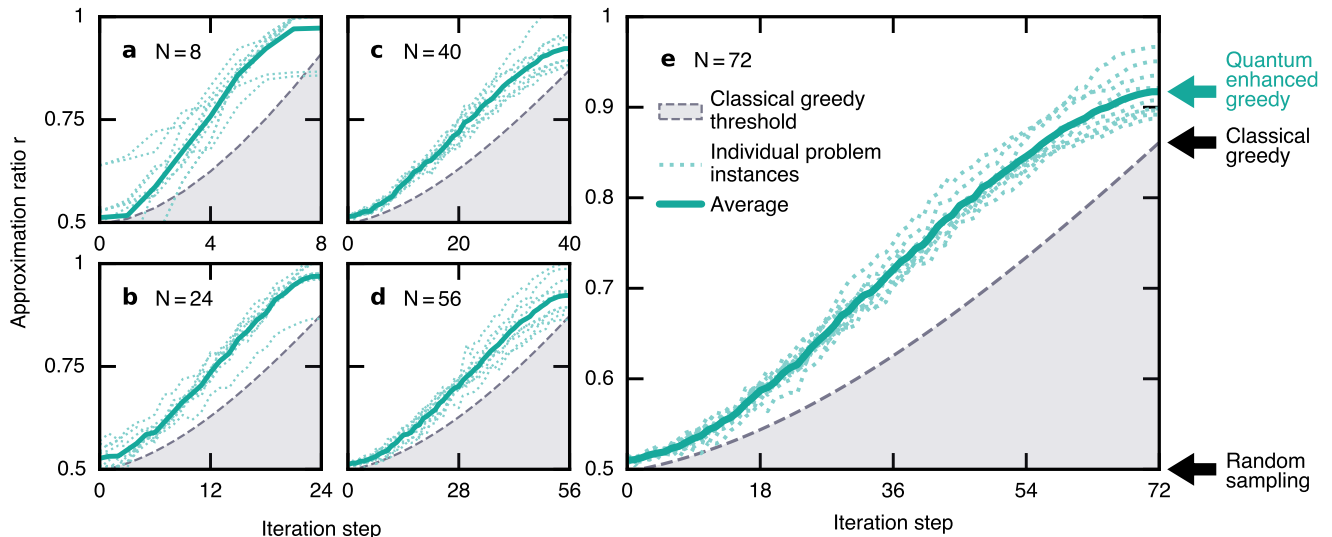 1
0.75
0.5
a N = 8
0 4 8
c N = 40
0 20 40
1
0.75
0.5
b N = 24
0 12 24
d N = 56
0 28 56
Approximation ratio r
Iteration step
1
0.9
0.8
0.7
0.6
0.5
e N = 72
Classical greedy
threshold
Individual problem
instances
Average
0 18 36 54 72
Iteration step
Quantum
enhanced
greedy
Classical
greedy
Random
sampling